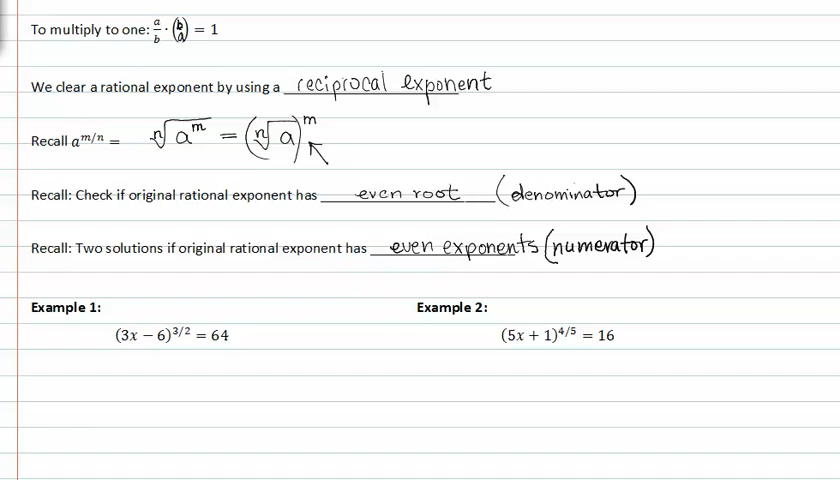 To multiply to one: a/b · (b/a) = 1
We clear a rational exponent by using a reciprocal exponent
Recall a^{m/n} = ⁿ√(a^m) = (ⁿ√a)^m
Recall: Check if original rational exponent has even root (denominator)
Recall: Two solutions if original rational exponent has even exponents (numerator)
Example 1: Example 2:
(3x − 6)^{3/2} = 64 (5x + 1)^{4/5} = 16